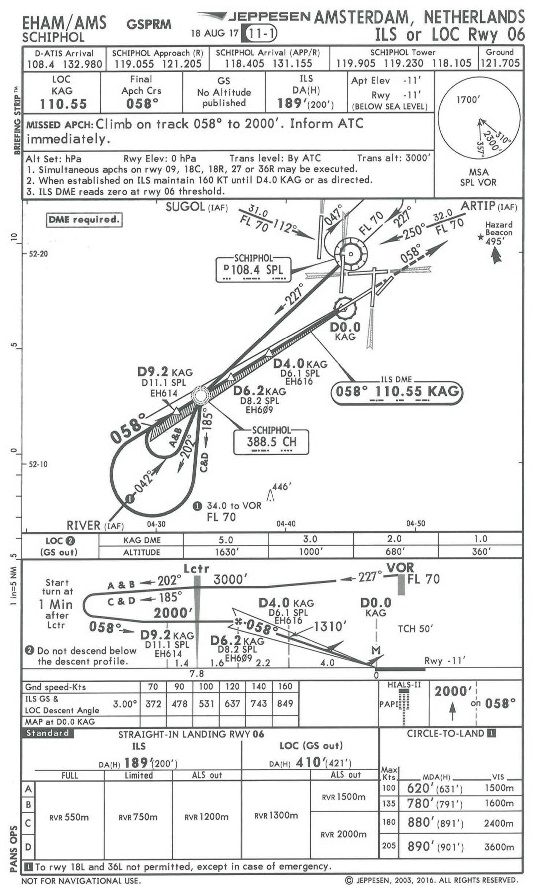 EHAM/AMS
SCHIPHOL
GSPRM
JEPPESEN
18 AUG 17
11-1
AMSTERDAM, NETHERLANDS
ILS or LOC Rwy 06
D-ATIS Arrival
108.4 132.980
SCHIPHOL Approach (R)
119.055 121.205
SCHIPHOL Arrival (APP/R)
118.405 131.155
SCHIPHOL Tower
119.905 119.230 118.105
Ground
121.705
BRIEFING STRIP™
LOC
KAG
110.55
Final
Apch Crs
058°
GS
No Altitude
published
ILS
DA(H)
189'(200')
Apt Elev -11'
Rwy -11'
(BELOW SEA LEVEL)
MISSED APCH: Climb on track 058° to 2000'. Inform ATC
immediately.
Alt Set: hPa Rwy Elev: 0 hPa Trans level: By ATC Trans alt: 3000'
1. Simultaneous apchs on rwy 09, 18C, 18R, 27 or 36R may be executed.
2. When established on ILS maintain 160 KT until D4.0 KAG or as directed.
3. ILS DME reads zero at rwy 06 threshold.
1700'
2300'
310°
357°
MSA
SPL VOR
DME required.
SUGOL (IAF)
31.0
FL 70
112°
047°
FL 70
227°
250°
32.0
FL 70
ARTIP (IAF)
Hazard
Beacon
495'
058°
52-20
SCHIPHOL
D 108.4 SPL
227°
D0.0
KAG
D9.2 KAG
D11.1 SPL
EH614
D4.0 KAG
D6.1 SPL
EH616
D6.2 KAG
D8.2 SPL
EH609
ILS DME
058° 110.55 KAG
058°
A&B
202°
185°
C&D
SCHIPHOL
388.5 CH
042°
1
446'
52-10
1 34.0 to VOR
FL 70
RIVER (IAF)
04-30
04-40
04-50
10
5
0
5
1 in=5 NM
LOC 2
(GS out)
KAG DME 5.0 3.0 2.0 1.0
ALTITUDE 1630' 1000' 680' 360'
Start
turn at
1 Min
after
Lctr
Lctr
VOR
A & B 202° 3000' 227° FL 70
C & D 185°
2000'
058°
D9.2 KAG
D11.1 SPL
EH614
D6.2 KAG
D8.2 SPL
EH609
058°
D4.0 KAG
D6.1 SPL
EH616
1310'
D0.0
KAG
TCH 50'
M
2 Do not descend below
the descent profile.
1.4 1.6 2.2 4.0
7.8 0
Rwy -11'
Gnd speed-Kts 70 90 100 120 140 160
ILS GS &
LOC Descent Angle 3.00° 372 478 531 637 743 849
MAP at D0.0 KAG
HIALS-II
PAPI
2000'
on 058°
Standard
STRAIGHT-IN LANDING RWY 06
CIRCLE-TO-LAND 1
ILS
DA(H) 189'(200')
LOC (GS out)
DA(H) 410'(421')
FULL Limited ALS out ALS out
Max
Kts MDA(H) VIS
A
B
C
D
RVR 550m RVR 750m RVR 1200m RVR 1300m
RVR 1500m
RVR 2000m
100 620'(631') 1500m
135 780'(791') 1600m
180 880'(891') 2400m
205 890'(901') 3600m
PANS OPS
1 To rwy 18L and 36L not permitted, except in case of emergency.
NOT FOR NAVIGATIONAL USE.
© JEPPESEN, 2003, 2016. ALL RIGHTS RESERVED.